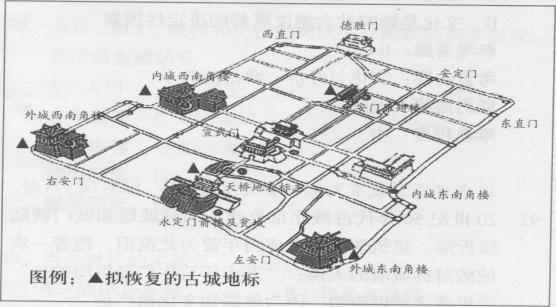 德胜门
西直门
安定门
内城西南角楼
安门雁翅楼
外城西南角楼
东直门
宣武门
天桥地
右安门
内城东南角楼
永定门箭楼及瓮城
左安门
外城东南角楼
图例：▲拟恢复的古城地标